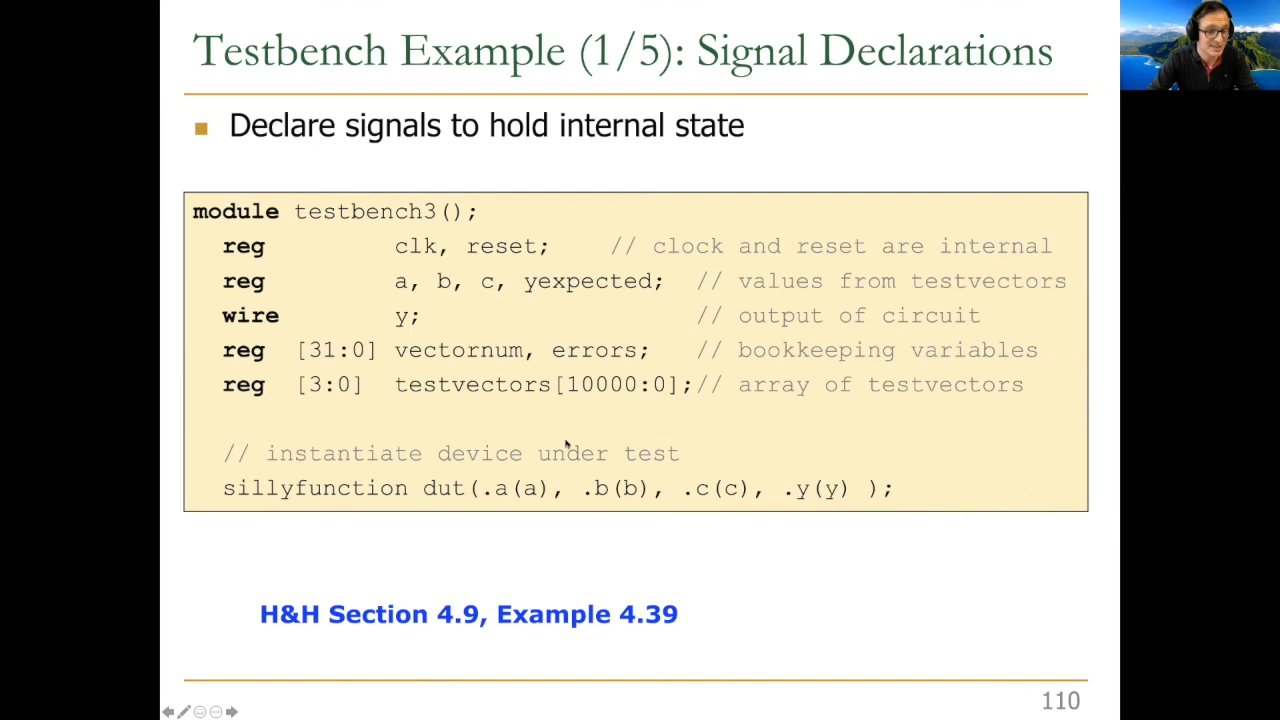 Testbench Example (1/5): Signal Declarations
Declare signals to hold internal state
module testbench3();
reg clk, reset; // clock and reset are internal
reg a, b, c, yexpected; // values from testvectors
wire y; // output of circuit
reg [31:0] vectornum, errors; // bookkeeping variables
reg [3:0] testvectors[10000:0];// array of testvectors
// instantiate device under test
sillyfunction dut(.a(a), .b(b), .c(c), .y(y) );
H&H Section 4.9, Example 4.39
110